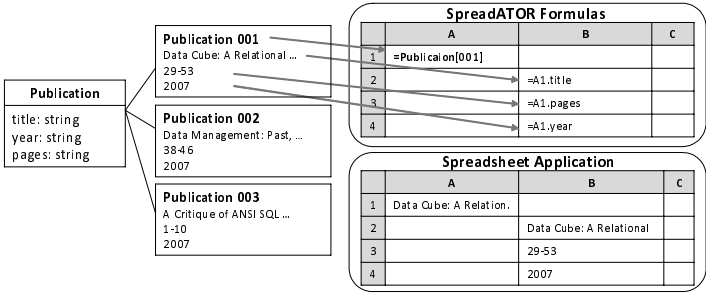 Publication
title: string
year: string
pages: string
Publication 001
Data Cube: A Relational ...
29-53
2007
Publication 002
Data Management: Past, ...
38-46
2007
Publication 003
A Critique of ANSI SQL ...
1-10
2007
SpreadATOR Formulas
A B C
1 =Publicaion[001]
2 =A1.title
3 =A1.pages
4 =A1.year
Spreadsheet Application
A B C
1 Data Cube: A Relation.
2 Data Cube: A Relational
3 29-53
4 2007